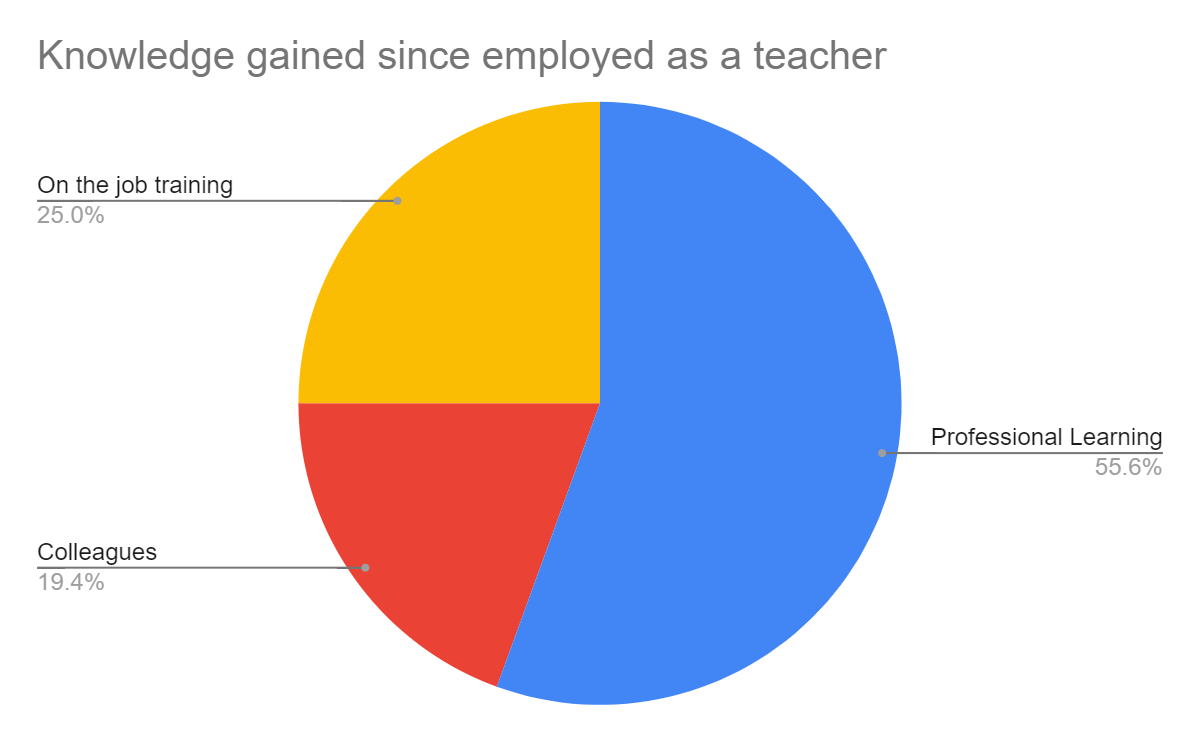 Knowledge gained since employed as a teacher
On the job training
25.0%
Professional Learning
55.6%
Colleagues
19.4%